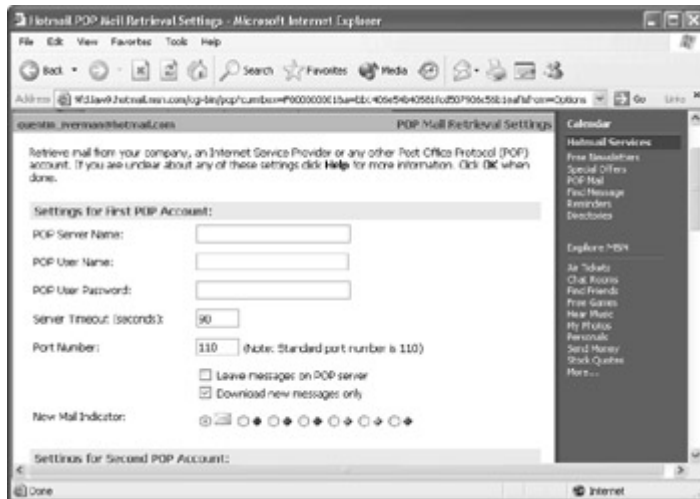 Hotmail POP Mail Retrieval Settings - Microsoft Internet Explorer
File Edit View Favorites Tools Help
Back Search Favorites Media
Address Go Links
POP Mail Retrieval Settings
Retrieve mail from your company, an Internet Service Provider or any other Post Office Protocol (POP)
account. If you are unclear about any of these settings click Help for more information. Click OK when
done.
Settings for First POP Account:
POP Server Name:
POP User Name:
POP User Password:
Server Timeout (seconds): 90
Port Number: 110 (Note: Standard port number is 110)
Leave messages on POP server
Download new messages only
New Mail Indicator:
Settings for Second POP Account:
Calendar
Hotmail Services
Free Newsletters
Special Offers
POP Mail
Find Message
Reminders
Directories
Explore MSN
Air Tickets
Chat Rooms
Find Friends
Free Games
Hear Music
My Photos
Personals
Send Money
Stock Quotes
More...
Done Internet